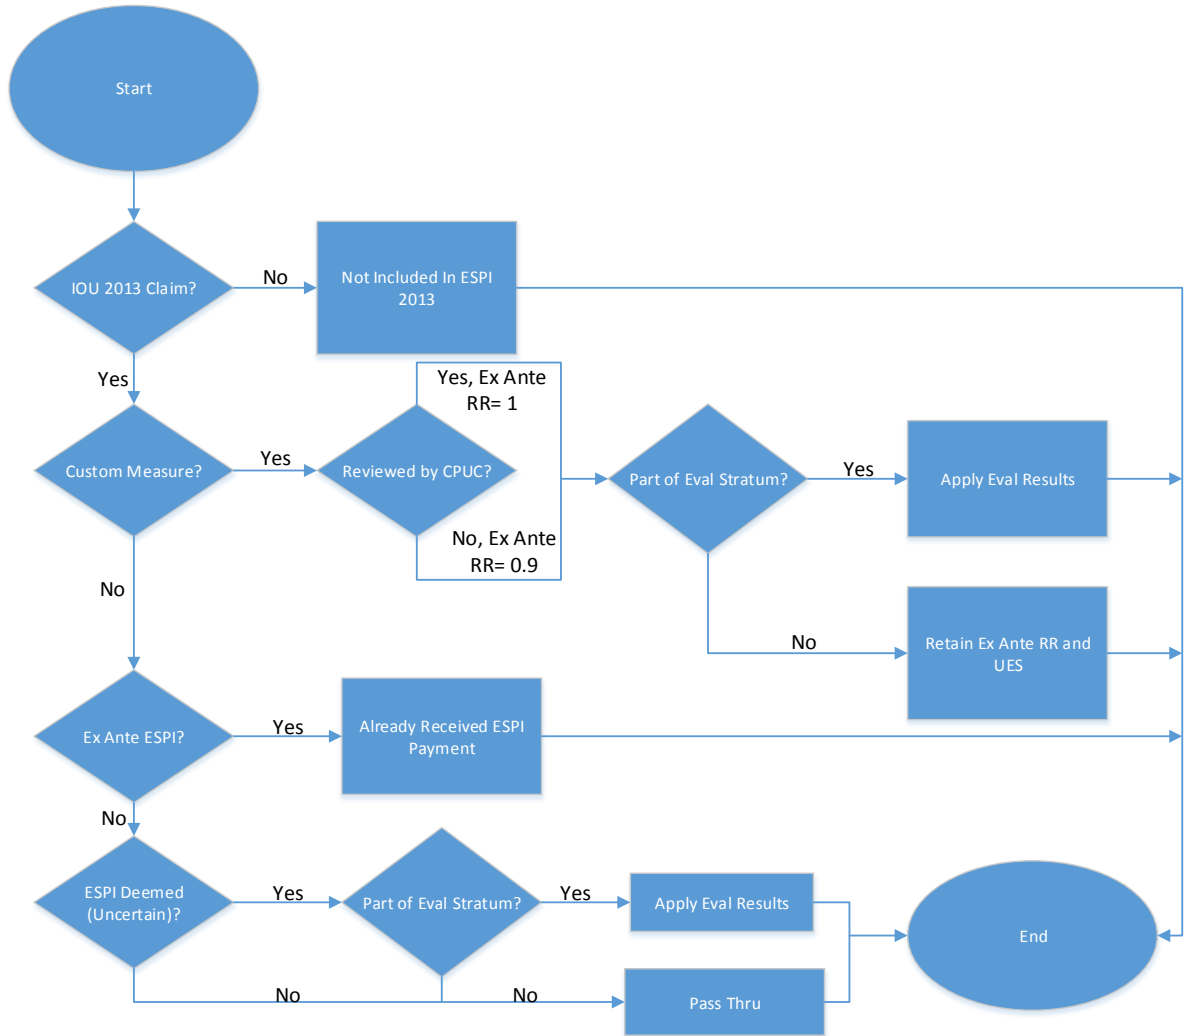 Start
IOU 2013 Claim?
No
Not Included In ESPI
2013
Yes
Custom Measure?
Yes
Reviewed by CPUC?
Yes, Ex Ante
RR= 1
No, Ex Ante
RR= 0.9
Part of Eval Stratum?
Yes
Apply Eval Results
No
Retain Ex Ante RR and
UES
No
Ex Ante ESPI?
Yes
Already Received ESPI
Payment
No
ESPI Deemed
(Uncertain)?
Yes
Part of Eval Stratum?
Yes
Apply Eval Results
No
No
Pass Thru
End